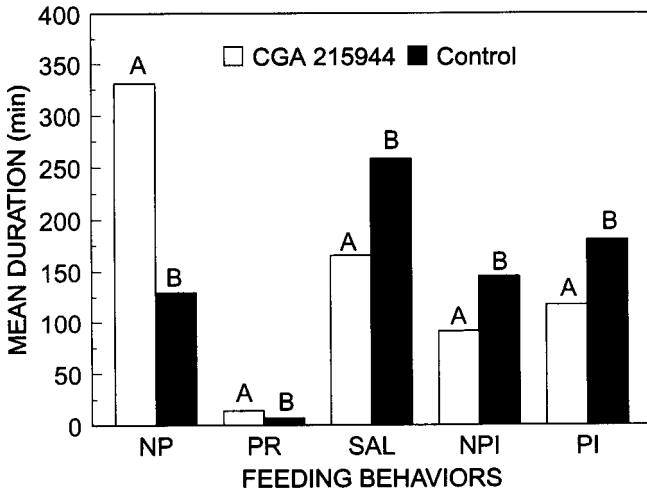 400
350
300
250
200
150
100
50
0
MEAN DURATION (min)
CGA 215944 Control
A
B
A
B
A
B
A
B
A
B
NP PR SAL NPI PI
FEEDING BEHAVIORS